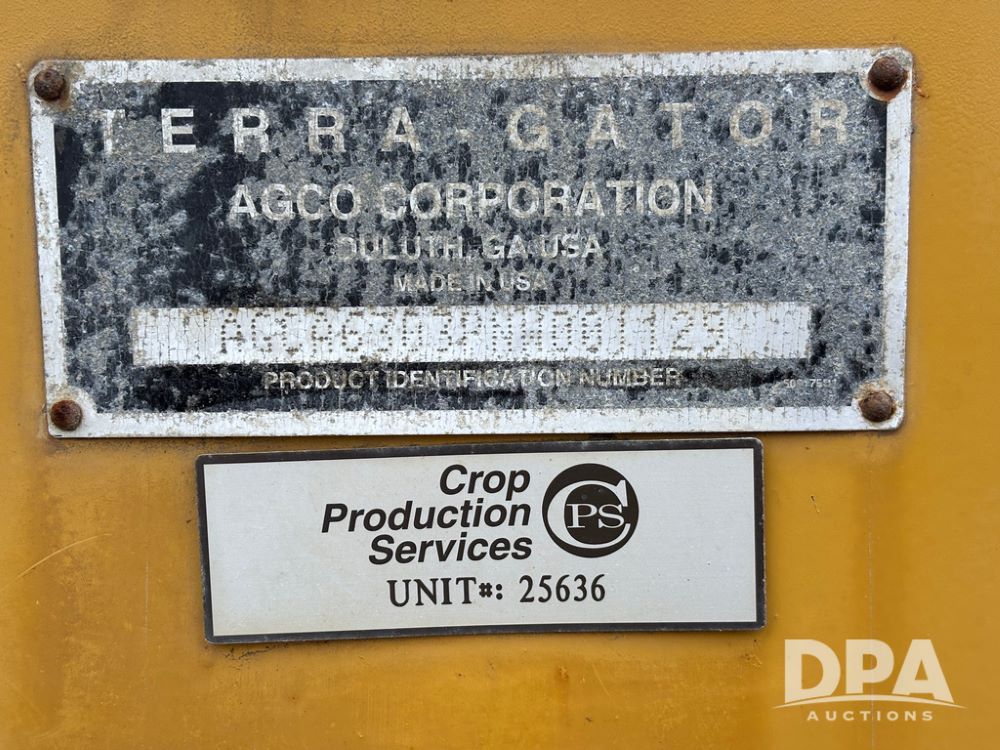 TERRA-GATOR
AGCO CORPORATION
DULUTH, GA USA
MADE IN USA
PRODUCT IDENTIFICATION NUMBER
Crop
Production
Services
CPS
UNIT#: 25636
DPA
AUCTIONS